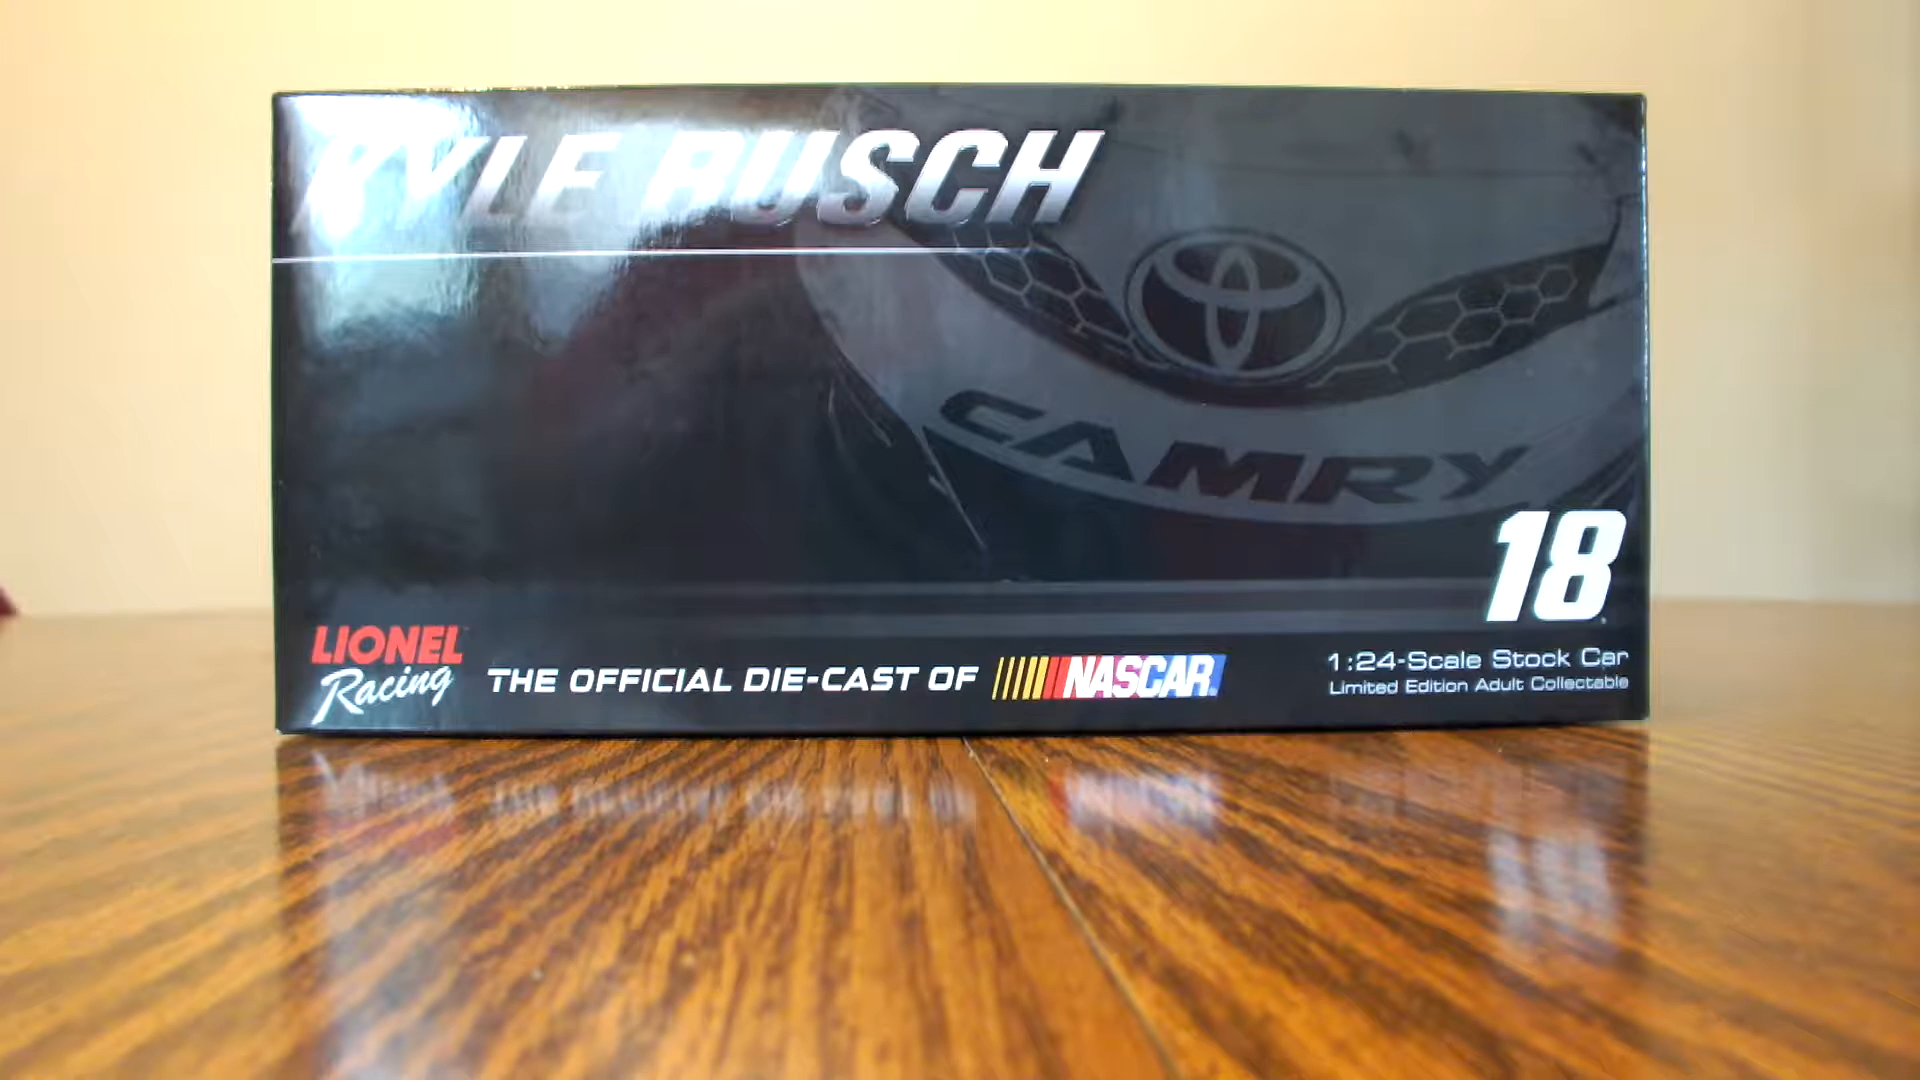 KYLE BUSCH
CAMRY
18
LIONEL
Racing
THE OFFICIAL DIE-CAST OF NASCAR
1:24-Scale Stock Car
Limited Edition Adult Collectable